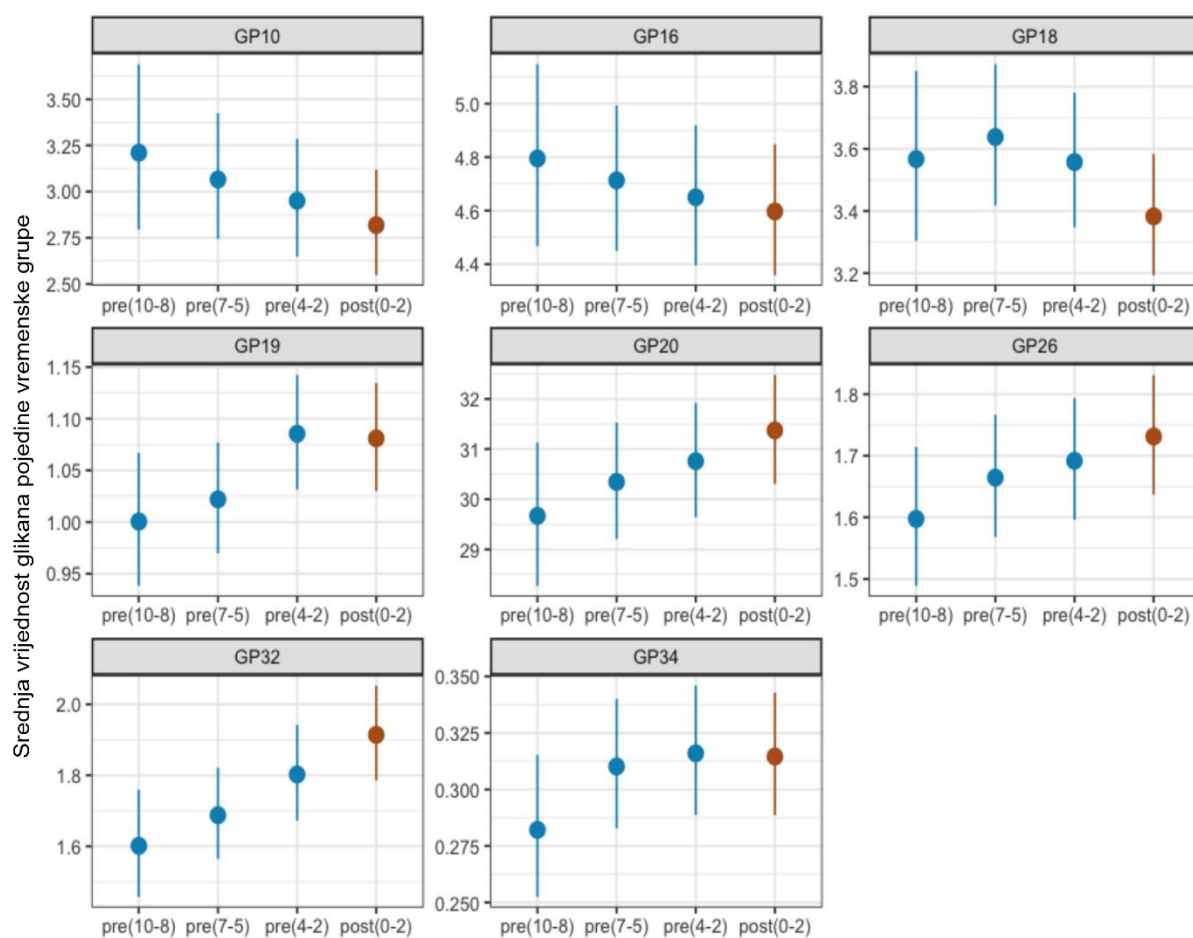 Srednja vrijednost glikana pojedine vremenske grupe
GP10
3.50
3.25
3.00
2.75
2.50
pre(10-8) pre(7-5) pre(4-2) post(0-2)
GP16
5.0
4.8
4.6
4.4
pre(10-8) pre(7-5) pre(4-2) post(0-2)
GP18
3.8
3.6
3.4
3.2
pre(10-8) pre(7-5) pre(4-2) post(0-2)
GP19
1.15
1.10
1.05
1.00
0.95
pre(10-8) pre(7-5) pre(4-2) post(0-2)
GP20
32
31
30
29
pre(10-8) pre(7-5) pre(4-2) post(0-2)
GP26
1.8
1.7
1.6
1.5
pre(10-8) pre(7-5) pre(4-2) post(0-2)
GP32
2.0
1.8
1.6
pre(10-8) pre(7-5) pre(4-2) post(0-2)
GP34
0.350
0.325
0.300
0.275
0.250
pre(10-8) pre(7-5) pre(4-2) post(0-2)